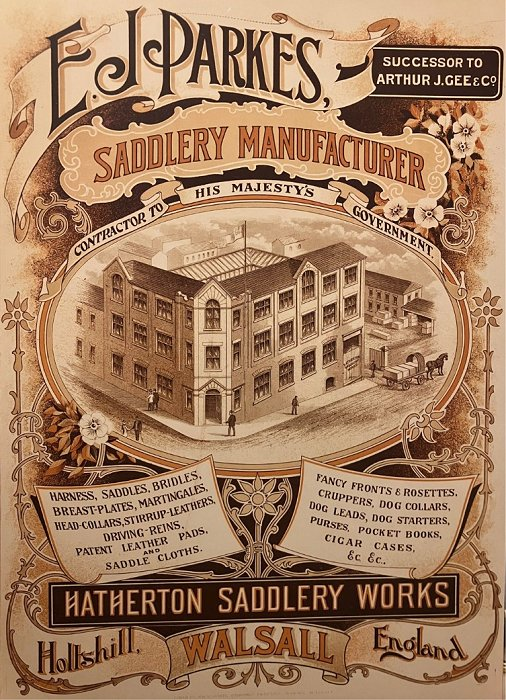 E. J. PARKES,
SUCCESSOR TO
ARTHUR J. GEE & Co.
SADDLERY MANUFACTURER
CONTRACTOR TO HIS MAJESTY'S GOVERNMENT
HARNESS, SADDLES, BRIDLES,
BREAST-PLATES, MARTINGALES,
HEAD-COLLARS, STIRRUP-LEATHERS,
DRIVING-REINS,
PATENT LEATHER PADS,
AND
SADDLE CLOTHS.
FANCY FRONTS & ROSETTES,
CRUPPERS, DOG COLLARS,
DOG LEADS, DOG STARTERS,
PURSES, POCKET BOOKS,
CIGAR CASES,
&c. &c.,
HATHERTON SADDLERY WORKS
Holtshill, WALSALL England